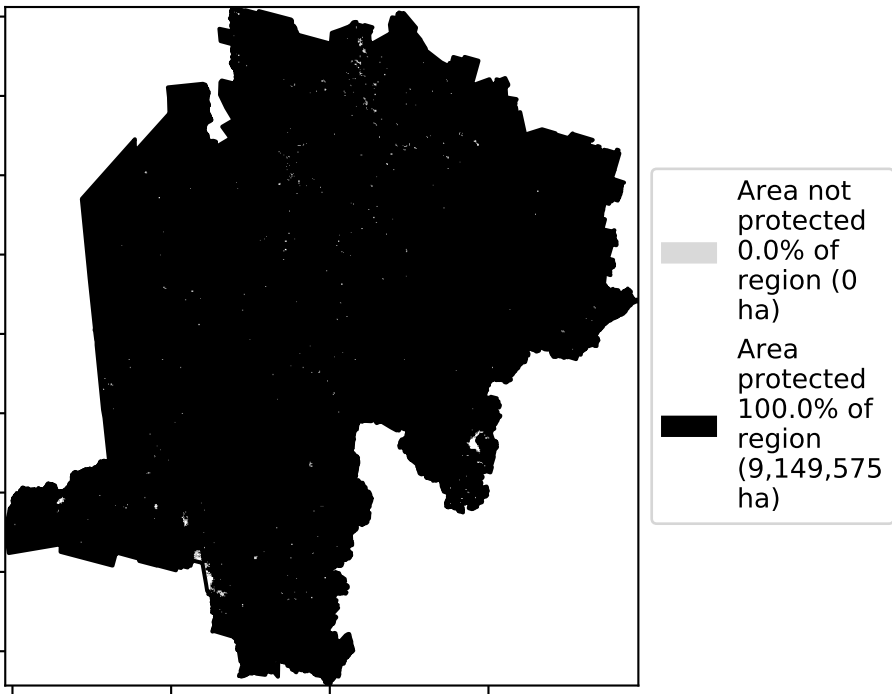 Area not
protected
0.0% of
region (0
ha)
Area
protected
100.0% of
region
(9,149,575
ha)